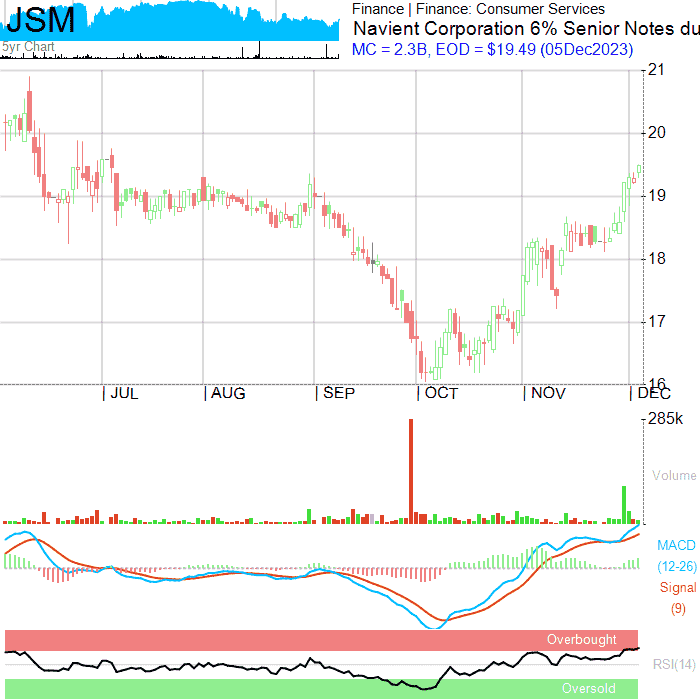 JSM
5yr Chart
Finance | Finance: Consumer Services
Navient Corporation 6% Senior Notes du
MC = 2.3B, EOD = $19.49 (05Dec2023)
21
20
19
18
17
16
JUL AUG SEP OCT NOV DEC
285k
Volume
MACD
(12-26)
Signal
(9)
Overbought
RSI(14)
Oversold